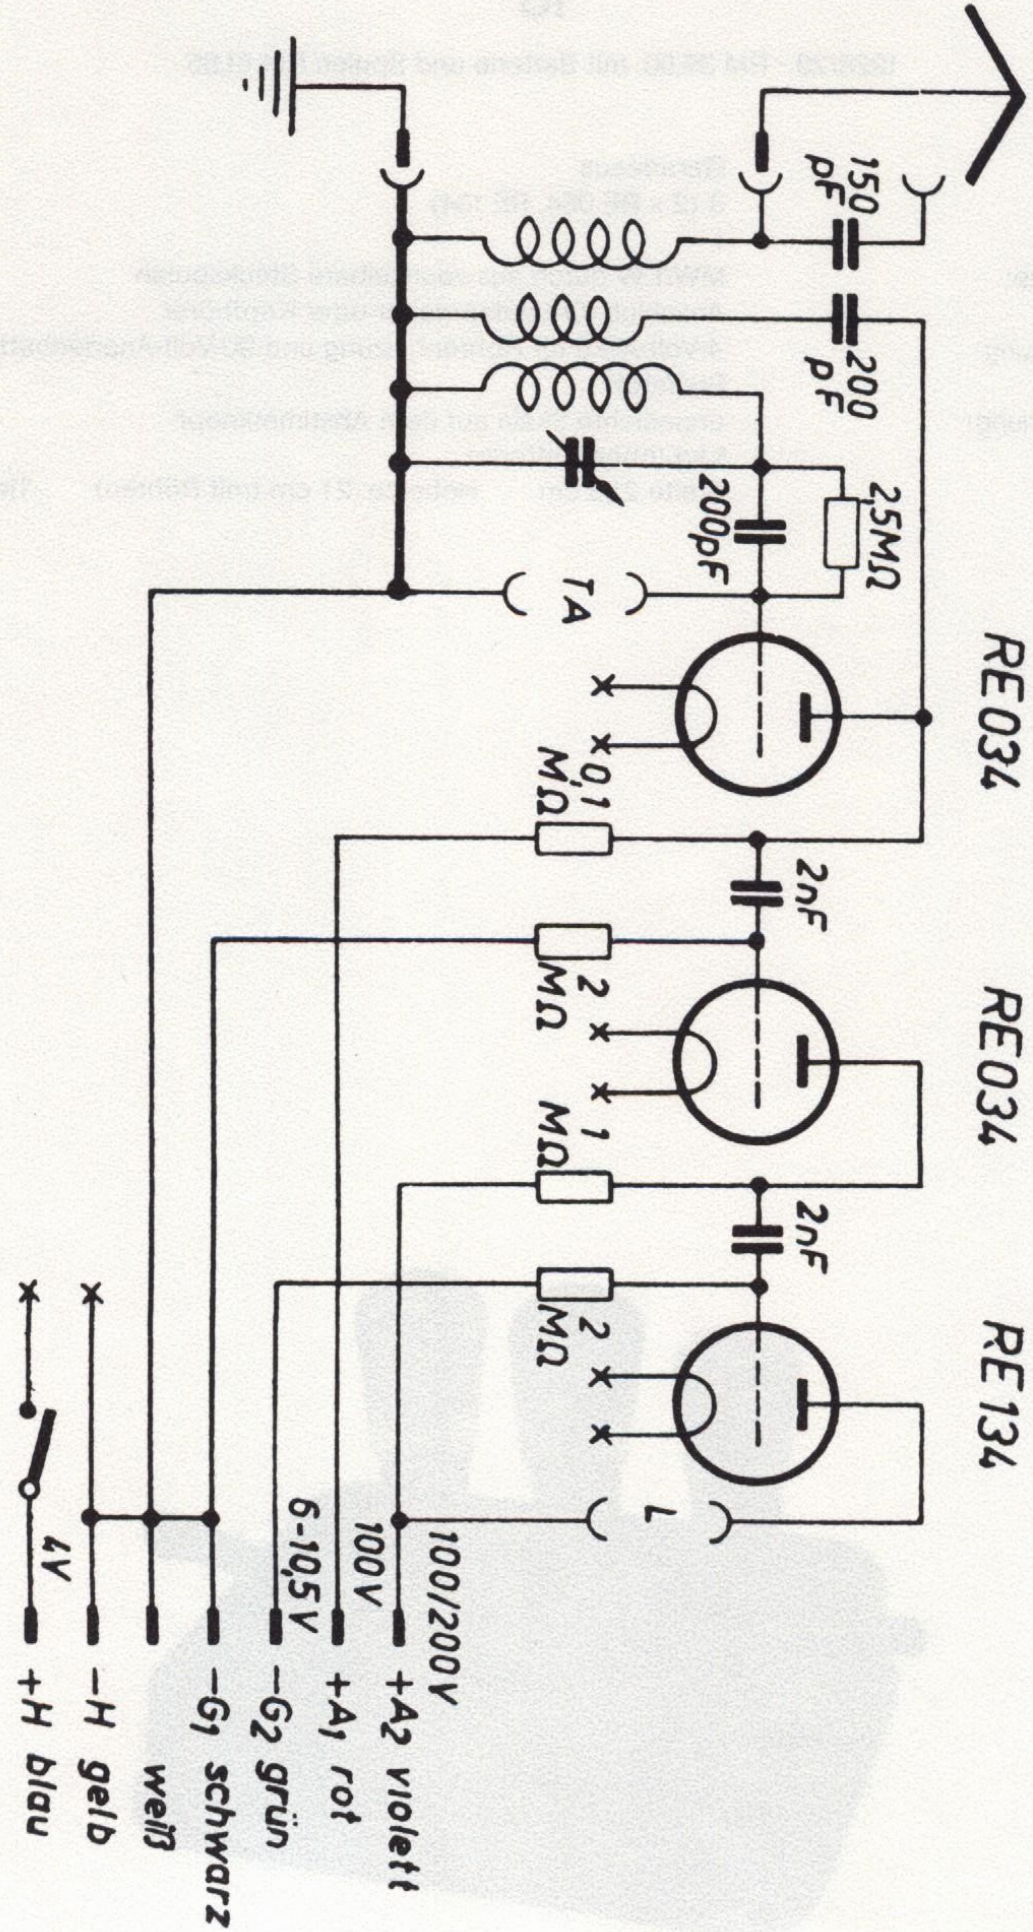 RE034
RE034
RE134
150
pF
200
pF
2,5MΩ
200pF
2nF
2nF
TA
0,1
MΩ
2
MΩ
1
MΩ
2
MΩ
L
100/200V
+A2 violett
100V
+A1 rot
6-10,5V
-G2 grün
-G1 schwarz
weiß
-H gelb
4V
+H blau